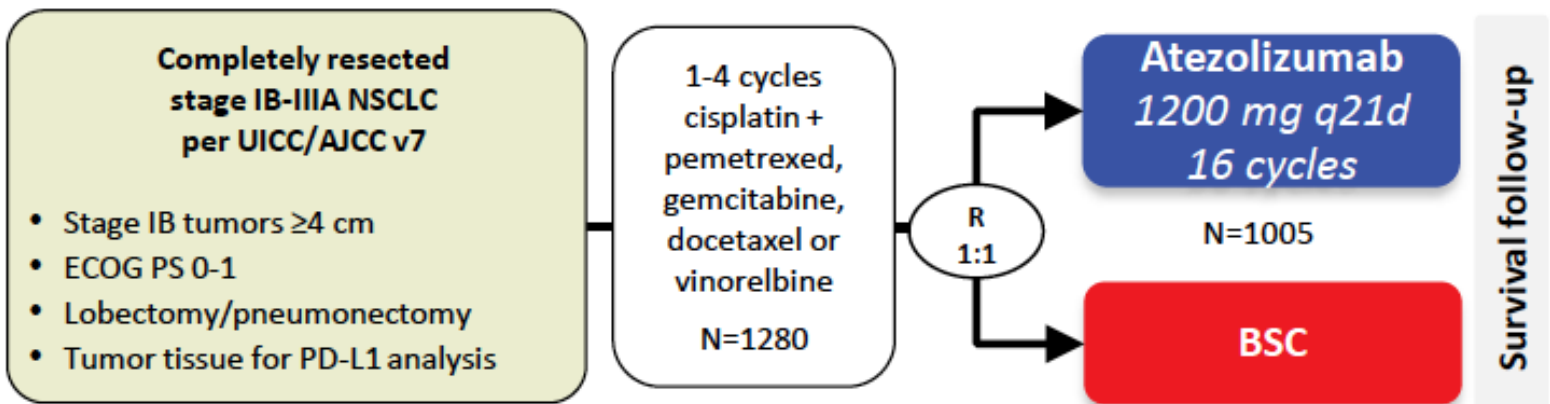 Completely resected
stage IB-IIIA NSCLC
per UICC/AJCC v7
• Stage IB tumors ≥4 cm
• ECOG PS 0-1
• Lobectomy/pneumonectomy
• Tumor tissue for PD-L1 analysis
1-4 cycles
cisplatin +
pemetrexed,
gemcitabine,
docetaxel or
vinorelbine
N=1280
R
1:1
Atezolizumab
1200 mg q21d
16 cycles
N=1005
BSC
Survival follow-up